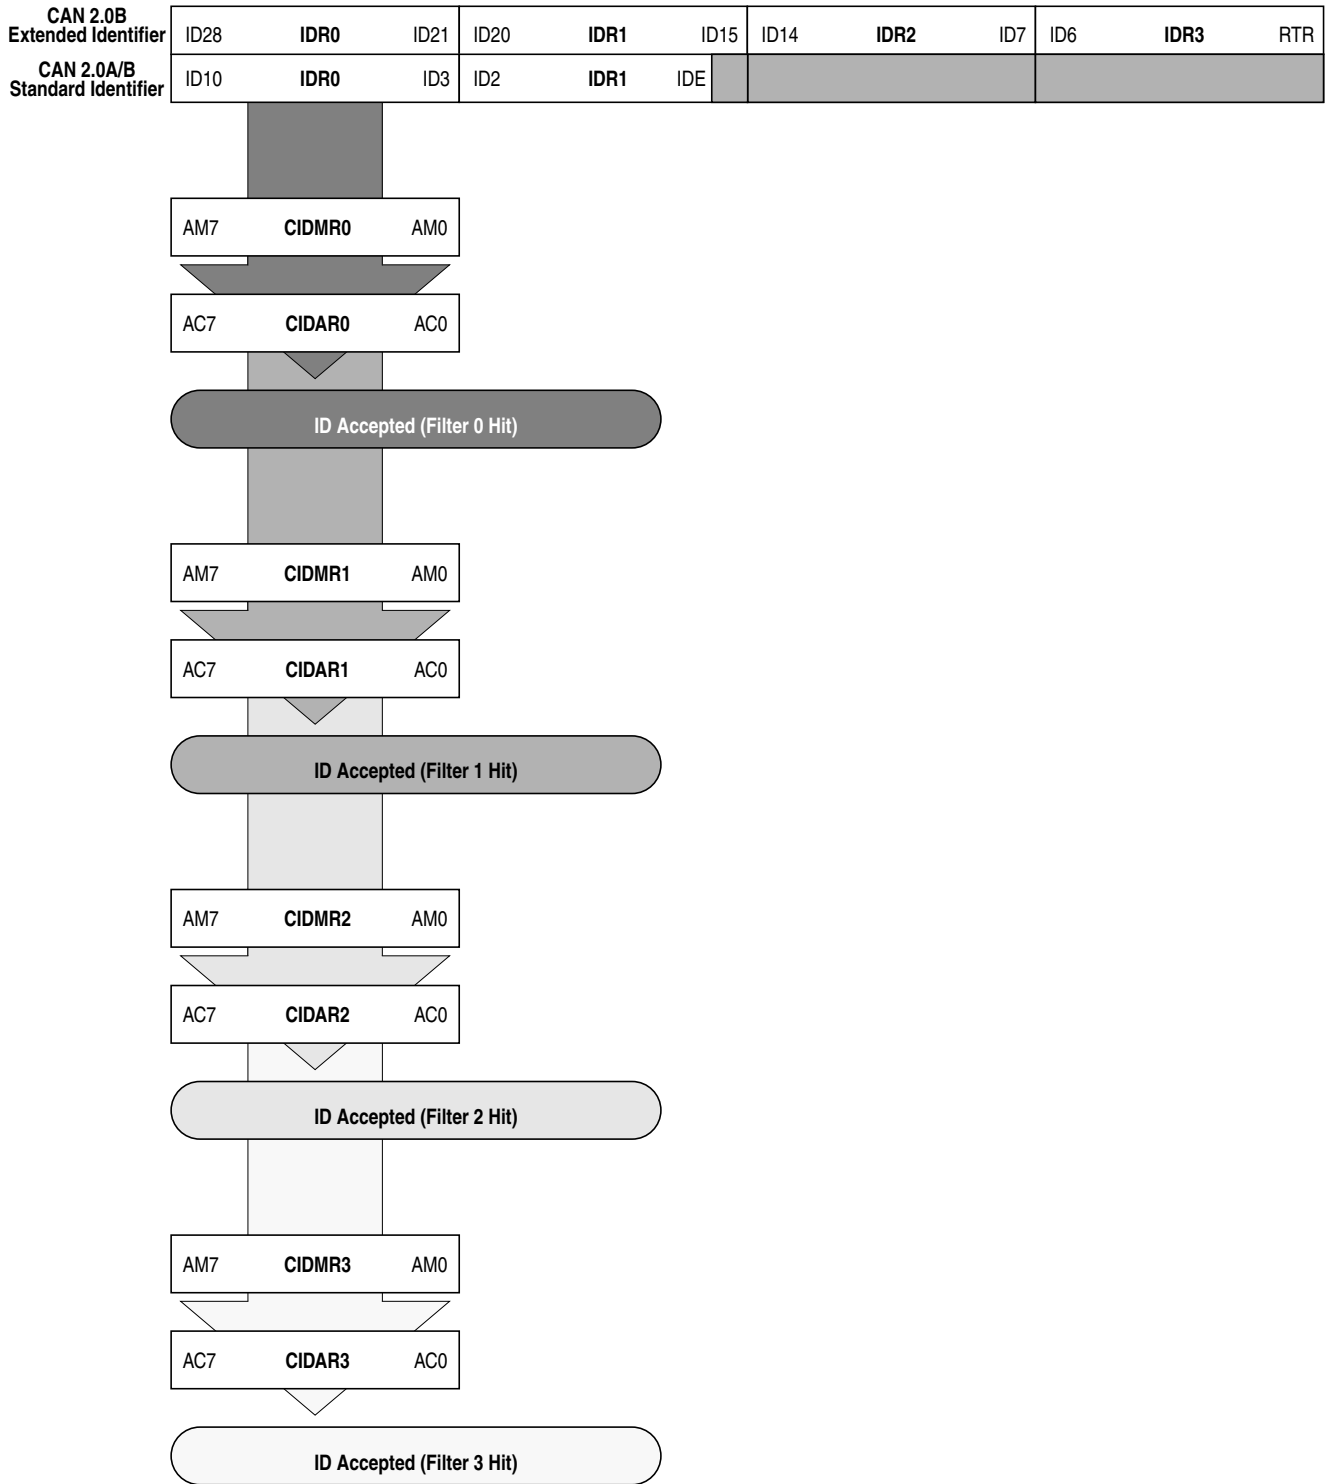 CAN 2.0B
Extended Identifier
ID28 IDR0 ID21 ID20 IDR1 ID15 ID14 IDR2 ID7 ID6 IDR3 RTR
CAN 2.0A/B
Standard Identifier
ID10 IDR0 ID3 ID2 IDR1 IDE
AM7 CIDMR0 AM0
AC7 CIDAR0 AC0
ID Accepted (Filter 0 Hit)
AM7 CIDMR1 AM0
AC7 CIDAR1 AC0
ID Accepted (Filter 1 Hit)
AM7 CIDMR2 AM0
AC7 CIDAR2 AC0
ID Accepted (Filter 2 Hit)
AM7 CIDMR3 AM0
AC7 CIDAR3 AC0
ID Accepted (Filter 3 Hit)